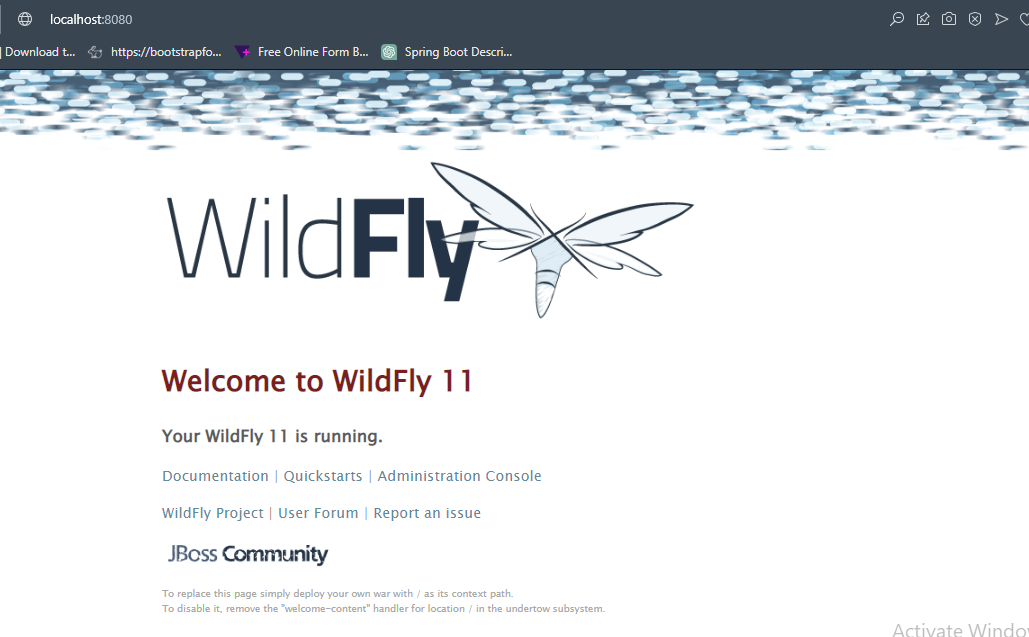 localhost:8080
Download t... https://bootstrapfo... Free Online Form B... Spring Boot Descri...
WildFly
Welcome to WildFly 11
Your WildFly 11 is running.
Documentation | Quickstarts | Administration Console
WildFly Project | User Forum | Report an issue
JBoss Community
To replace this page simply deploy your own war with / as its context path.
To disable it, remove the "welcome-content" handler for location / in the undertow subsystem.
Activate Windo